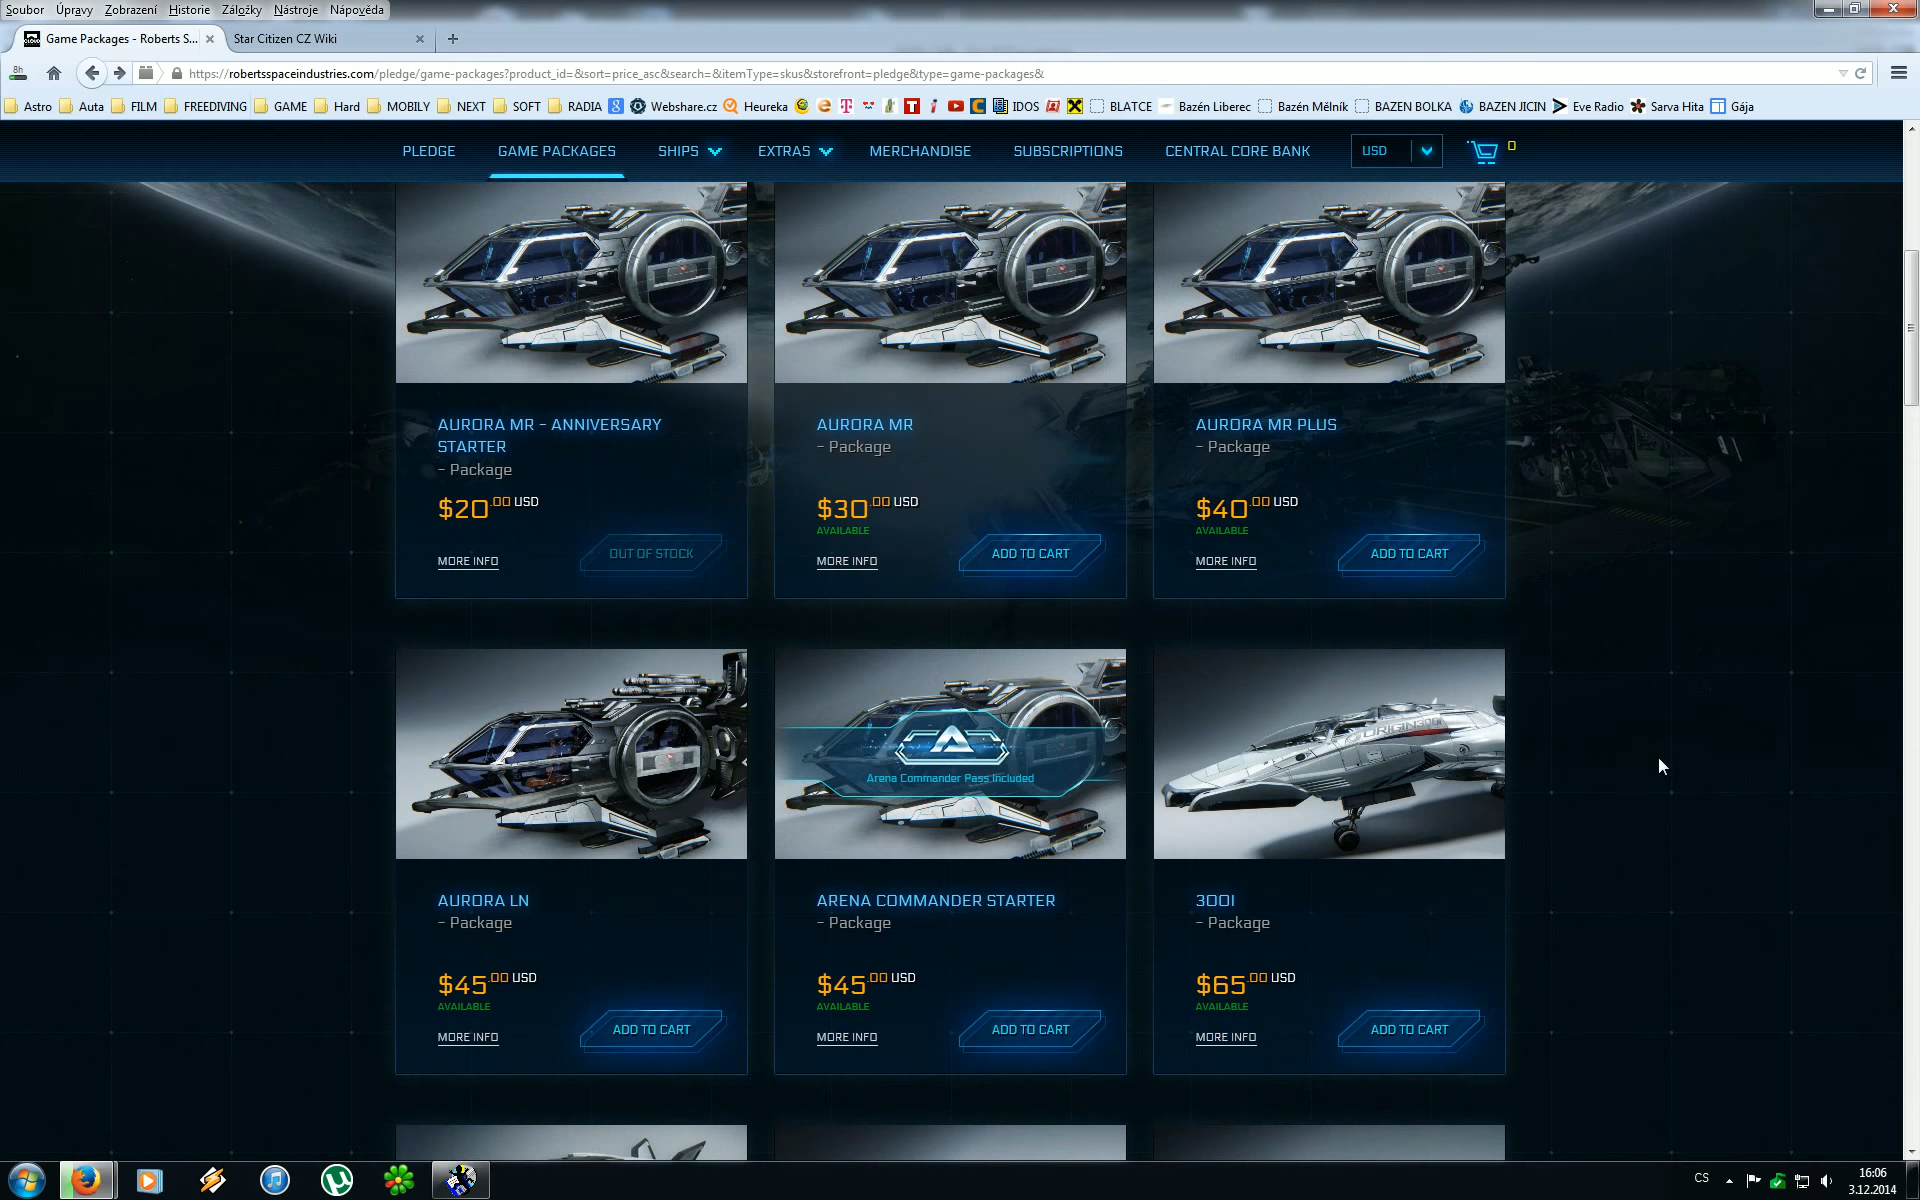 Soubor Úpravy Zobrazení Historie Záložky Nástroje Nápověda
Game Packages - Roberts S...
Star Citizen CZ Wiki
8h
https://robertsspaceindustries.com/pledge/game-packages?product_id=&sort=price_asc&search=&itemType=skus&storefront=pledge&type=game-packages&
Astro Auta FILM FREEDIVING GAME Hard MOBILY NEXT SOFT RADIA Webshare.cz Heureka IDOS BLATCE Bazén Liberec Bazén Mělník BAZEN BOLKA BAZEN JICIN Eve Radio Sarva Hita Gája
PLEDGE GAME PACKAGES SHIPS EXTRAS MERCHANDISE SUBSCRIPTIONS CENTRAL CORE BANK USD 0
AURORA MR - ANNIVERSARY
STARTER
- Package
$20.00 USD
MORE INFO
OUT OF STOCK
AURORA MR
- Package
$30.00 USD
AVAILABLE
MORE INFO
ADD TO CART
AURORA MR PLUS
- Package
$40.00 USD
AVAILABLE
MORE INFO
ADD TO CART
AURORA LN
- Package
$45.00 USD
AVAILABLE
MORE INFO
ADD TO CART
Arena Commander Pass Included
ARENA COMMANDER STARTER
- Package
$45.00 USD
AVAILABLE
MORE INFO
ADD TO CART
ORIGIN300i
300I
- Package
$65.00 USD
AVAILABLE
MORE INFO
ADD TO CART
CS
16:06
3.12.2014